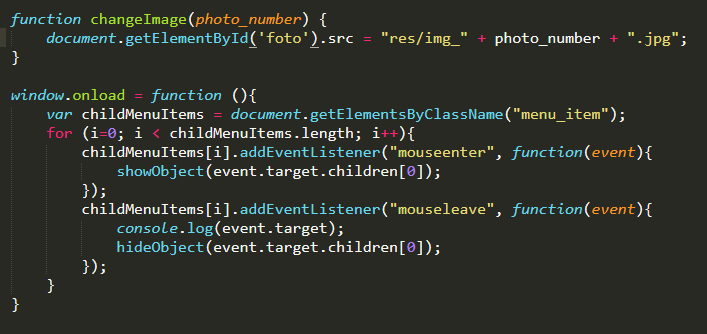 function changeImage(photo_number) {
    document.getElementById('foto').src = "res/img_" + photo_number + ".jpg";
}
window.onload = function (){
    var childMenuItems = document.getElementsByClassName("menu_item");
    for (i=0; i < childMenuItems.length; i++){
        childMenuItems[i].addEventListener("mouseenter", function(event){
            showObject(event.target.children[0]);
        });
        childMenuItems[i].addEventListener("mouseleave", function(event){
            console.log(event.target);
            hideObject(event.target.children[0]);
        });
    }
}